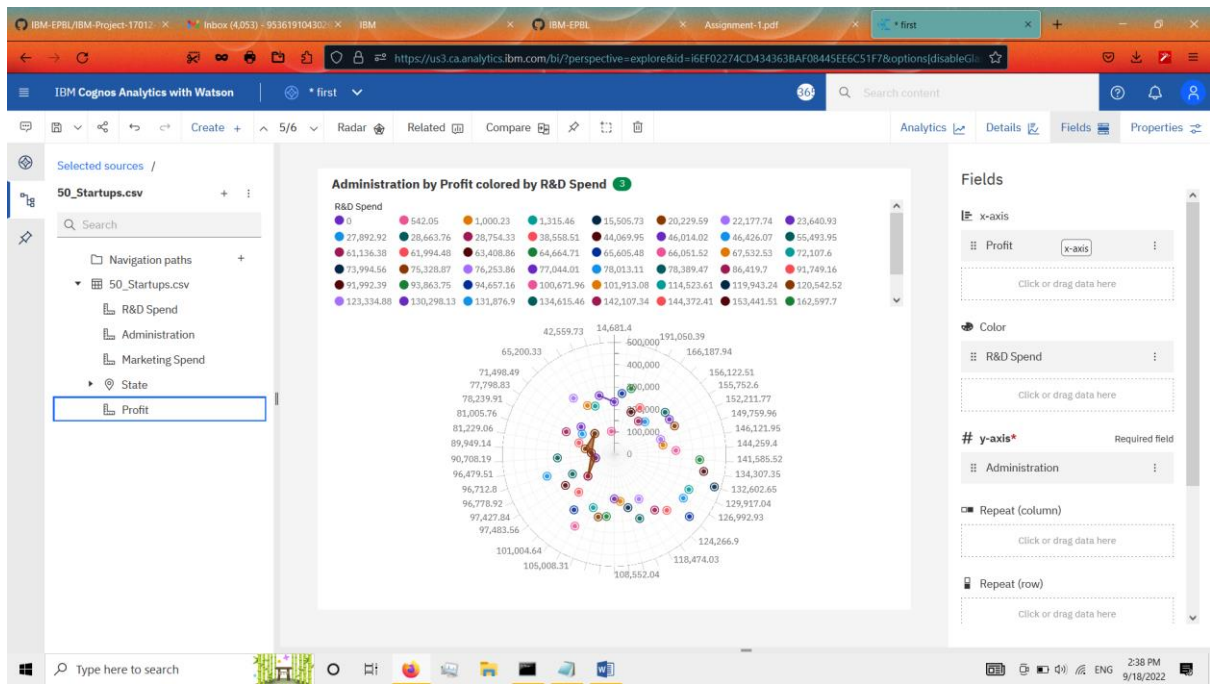 IBM-EPBL/IBM-Project-17012- Inbox (4,053) - 9536191043026 IBM IBM-EPBL Assignment-1.pdf * first
https://us3.ca.analytics.ibm.com/bi/?perspective=explore&id=i6EF02274CD434363BAF08445EE6C51F7&options[disableGla
IBM Cognos Analytics with Watson * first Search content
Create + 5/6 Radar Related Compare Analytics Details Fields Properties
Selected sources /
50_Startups.csv
Search
Navigation paths
50_Startups.csv
R&D Spend
Administration
Marketing Spend
State
Profit
Administration by Profit colored by R&D Spend 3
R&D Spend
0 542.05 1,000.23 1,315.46 15,505.73 20,229.59 22,177.74 23,640.93
27,892.92 28,663.76 28,754.33 38,558.51 44,069.95 46,014.02 46,426.07 55,493.95
61,136.38 61,994.48 63,408.86 64,664.71 65,605.48 66,051.52 67,532.53 72,107.6
73,994.56 75,328.87 76,253.86 77,044.01 78,013.11 78,389.47 86,419.7 91,749.16
91,992.39 93,863.75 94,657.16 100,671.96 101,913.08 114,523.61 119,943.24 120,542.52
123,334.88 130,298.13 131,876.9 134,615.46 142,107.34 144,372.41 153,441.51 162,597.7
42,559.73 14,681.4 191,050.39
600,000
65,200.33 166,187.94
400,000
71,498.49 156,122.51
77,798.83 155,752.6
78,239.91 152,211.77
81,005.76 149,759.96
81,229.06 100,000 146,121.95
89,949.14 144,259.4
90,708.19 0 141,585.52
96,479.51 134,307.35
96,712.8 132,602.65
96,778.92 129,917.04
97,427.84 126,992.93
97,483.56
124,266.9
101,004.64
118,474.03
105,008.31
108,552.04
Fields
x-axis
Profit x-axis
Click or drag data here
Color
R&D Spend
Click or drag data here
# y-axis* Required field
Administration
Repeat (column)
Click or drag data here
Repeat (row)
Click or drag data here
Type here to search
ENG 2:38 PM
9/18/2022